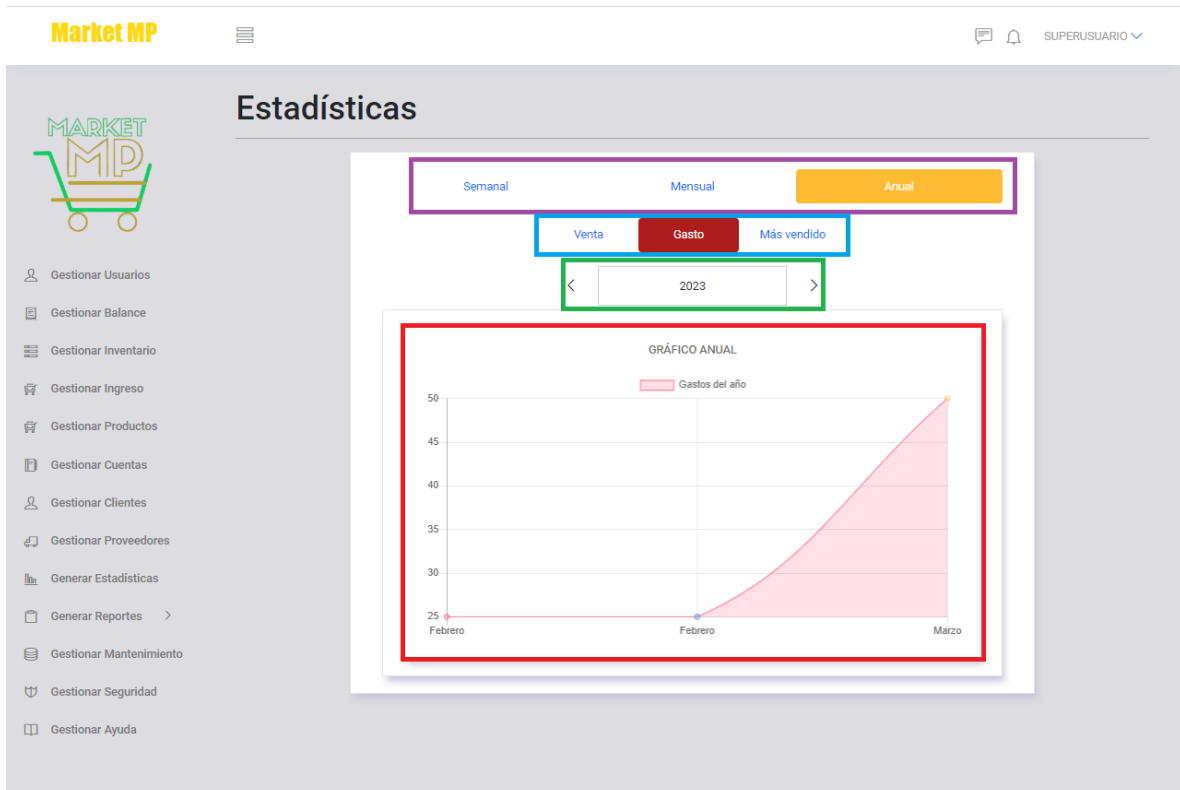 Market MP
SUPERUSUARIO
MARKET
MP
Estadísticas
Gestionar Usuarios
Gestionar Balance
Gestionar Inventario
Gestionar Ingreso
Gestionar Productos
Gestionar Cuentas
Gestionar Clientes
Gestionar Proveedores
Generar Estadísticas
Generar Reportes
Gestionar Mantenimiento
Gestionar Seguridad
Gestionar Ayuda
Semanal Mensual Anual
Venta Gasto Más vendido
2023
GRÁFICO ANUAL
Gastos del año
50
45
40
35
30
25
Febrero Febrero Marzo